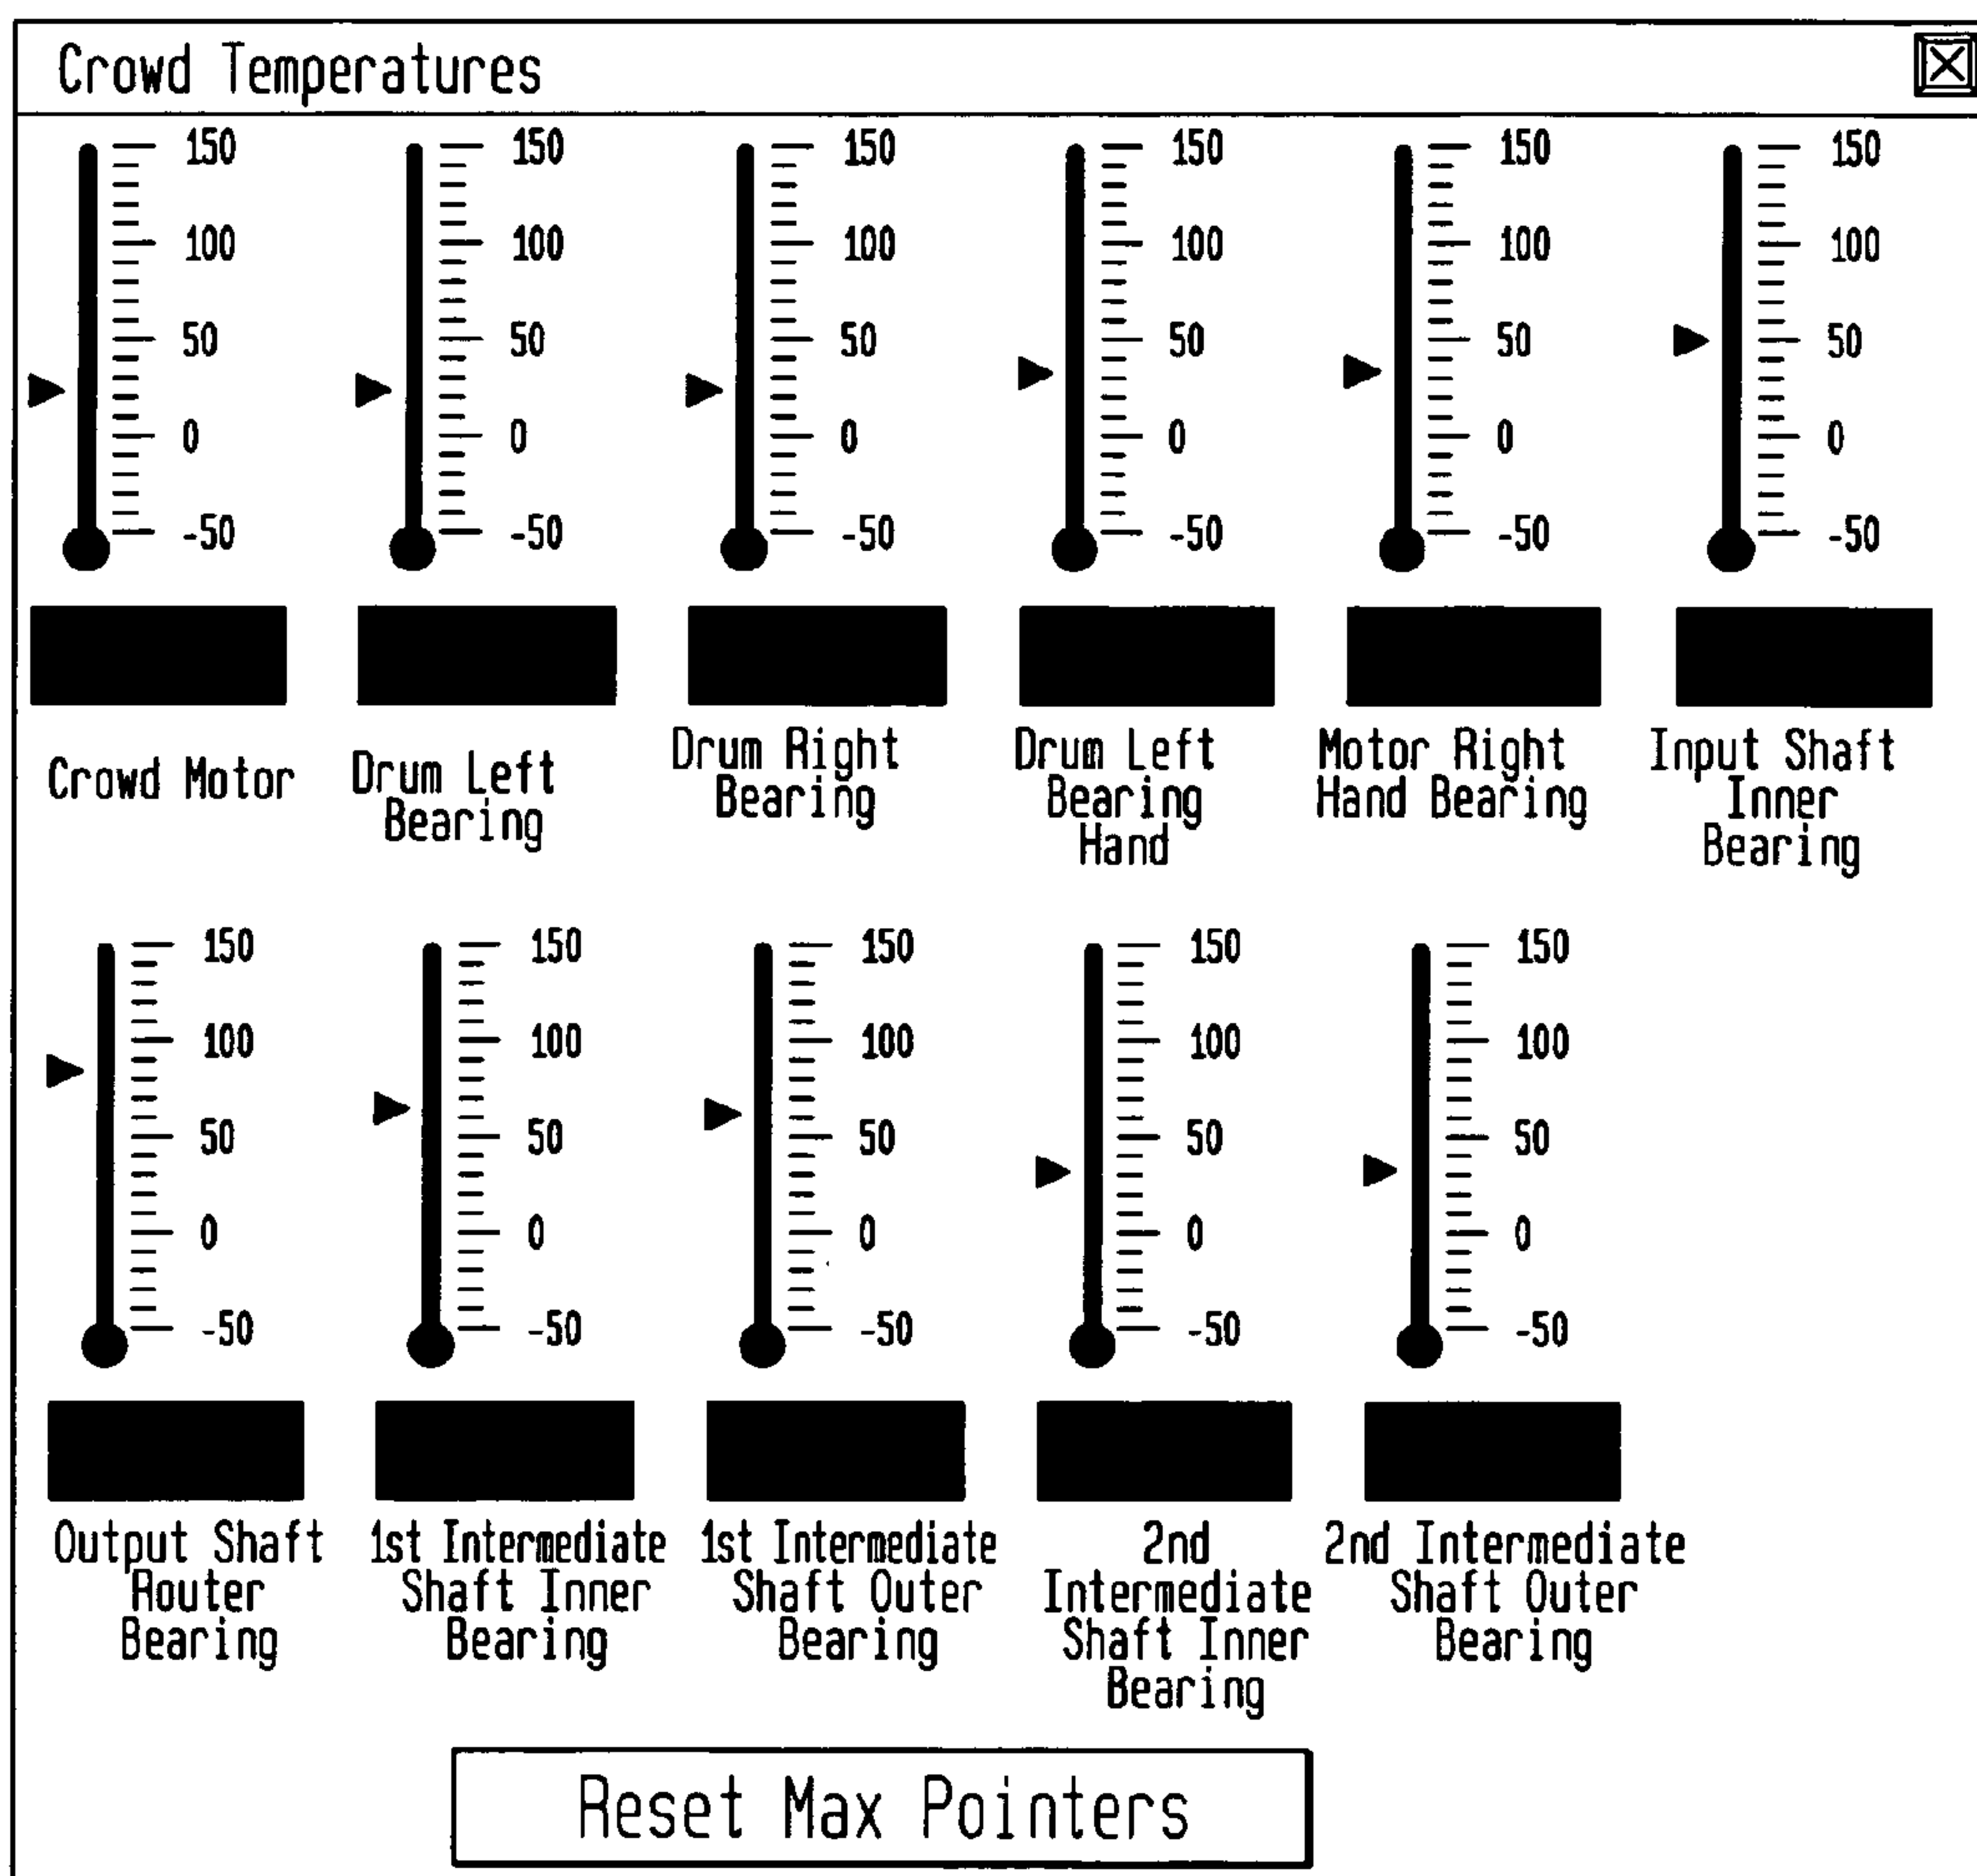 Crowd Temperatures
150 150 150 150 150 150
100 100 100 100 100 100
50 50 50 50 50 50
0 0 0 0 0 0
-50 -50 -50 -50 -50 -50
Crowd Motor
Drum Left
Bearing
Drum Right
Bearing
Drum Left
Bearing
Hand
Motor Right
Hand Bearing
Input Shaft
Inner
Bearing
150 150 150 150 150
100 100 100 100 100
50 50 50 50 50
0 0 0 0 0
-50 -50 -50 -50 -50
Output Shaft
Router
Bearing
1st Intermediate
Shaft Inner
Bearing
1st Intermediate
Shaft Outer
Bearing
2nd
Intermediate
Shaft Inner
Bearing
2nd Intermediate
Shaft Outer
Bearing
Reset Max Pointers